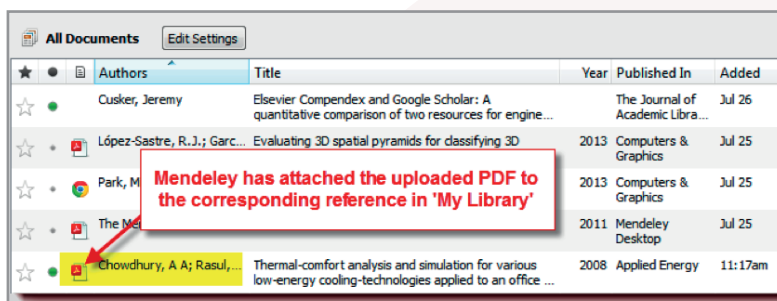 All Documents Edit Settings
Authors Title Year Published In Added
Cusker, Jeremy Elsevier Compendex and Google Scholar: A The Journal of Jul 26
quantitative comparison of two resources for engine... Academic Libra...
López-Sastre, R.J.; Garc... Evaluating 3D spatial pyramids for classifying 3D 2013 Computers & Jul 25
Graphics
Mendeley has attached the uploaded PDF to
the corresponding reference in 'My Library'
Park, M 2013 Computers & Jul 25
Graphics
The Me 2011 Mendeley Jul 25
Desktop
Chowdhury, A A; Rasul,... Thermal-comfort analysis and simulation for various 2008 Applied Energy 11:17am
low-energy cooling-technologies applied to an office ...